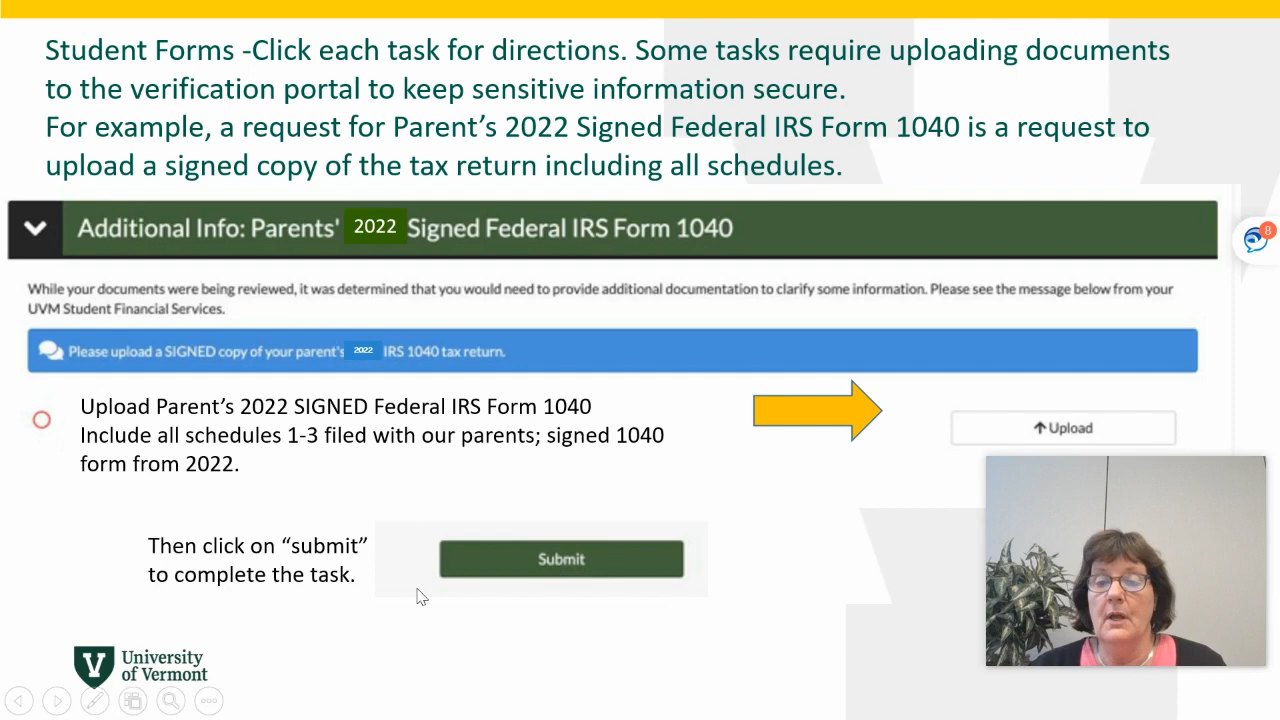 Student Forms -Click each task for directions. Some tasks require uploading documents
to the verification portal to keep sensitive information secure.
For example, a request for Parent’s 2022 Signed Federal IRS Form 1040 is a request to
upload a signed copy of the tax return including all schedules.
Additional Info: Parents' 2022 Signed Federal IRS Form 1040
8
While your documents were being reviewed, it was determined that you would need to provide additional documentation to clarify some information. Please see the message below from your
UVM Student Financial Services.
Please upload a SIGNED copy of your parent's 2022 IRS 1040 tax return.
Upload Parent’s 2022 SIGNED Federal IRS Form 1040
Include all schedules 1-3 filed with our parents; signed 1040
form from 2022.
Upload
Then click on “submit”
to complete the task.
Submit
University
of Vermont